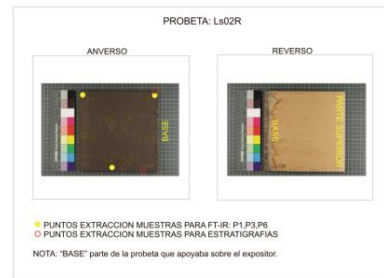 PROBETA: Ls02R
ANVERSO
REVERSO
BASE
BASE
PUNTOS EXTRACCION MUESTRAS PARA FT-IR: P1,P3,P6
PUNTOS EXTRACCION MUESTRAS PARA ESTRATIGRAFIAS
NOTA: "BASE" parte de la probeta que apoyaba sobre el expositor.